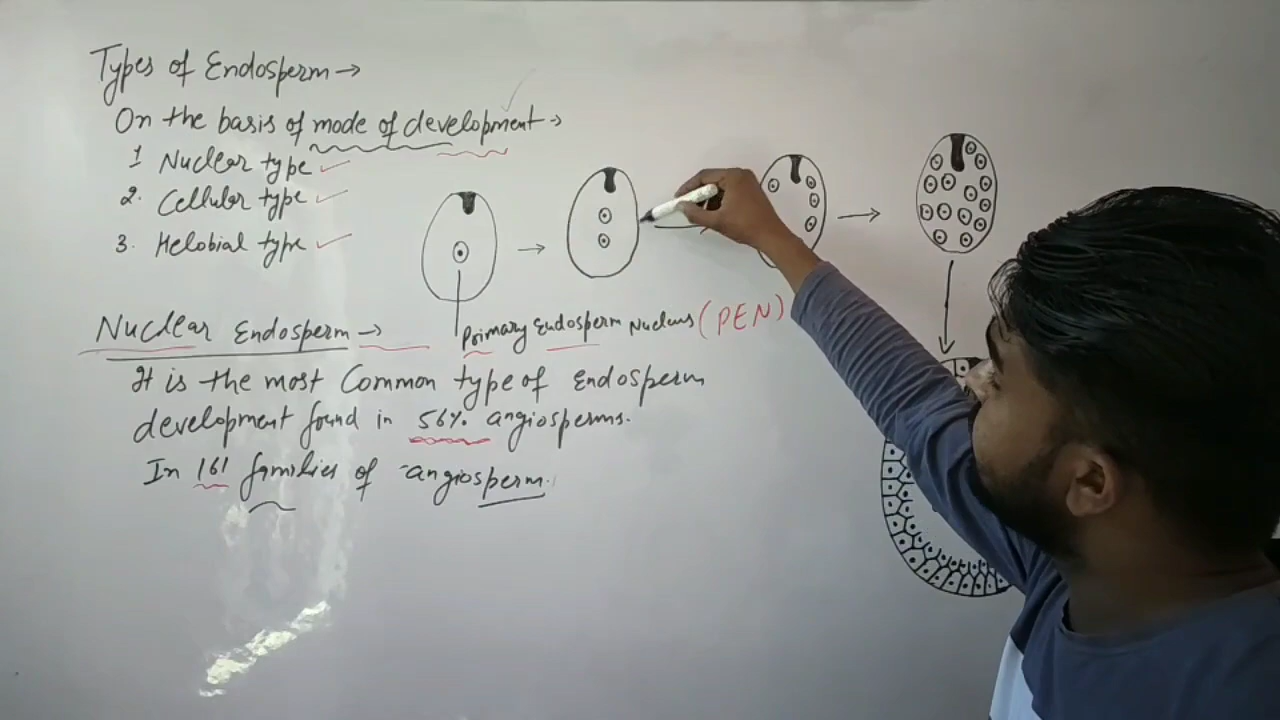 Types of Endosperm →
On the basis of mode of development →
1 Nuclear type
2. Cellular type
3. Helobial type
Primary Endosperm Nucleus (PEN)
Nuclear Endosperm →
It is the most Common type of Endosperm
development found in 56% angiosperms.
In 161 families of angiosperm.